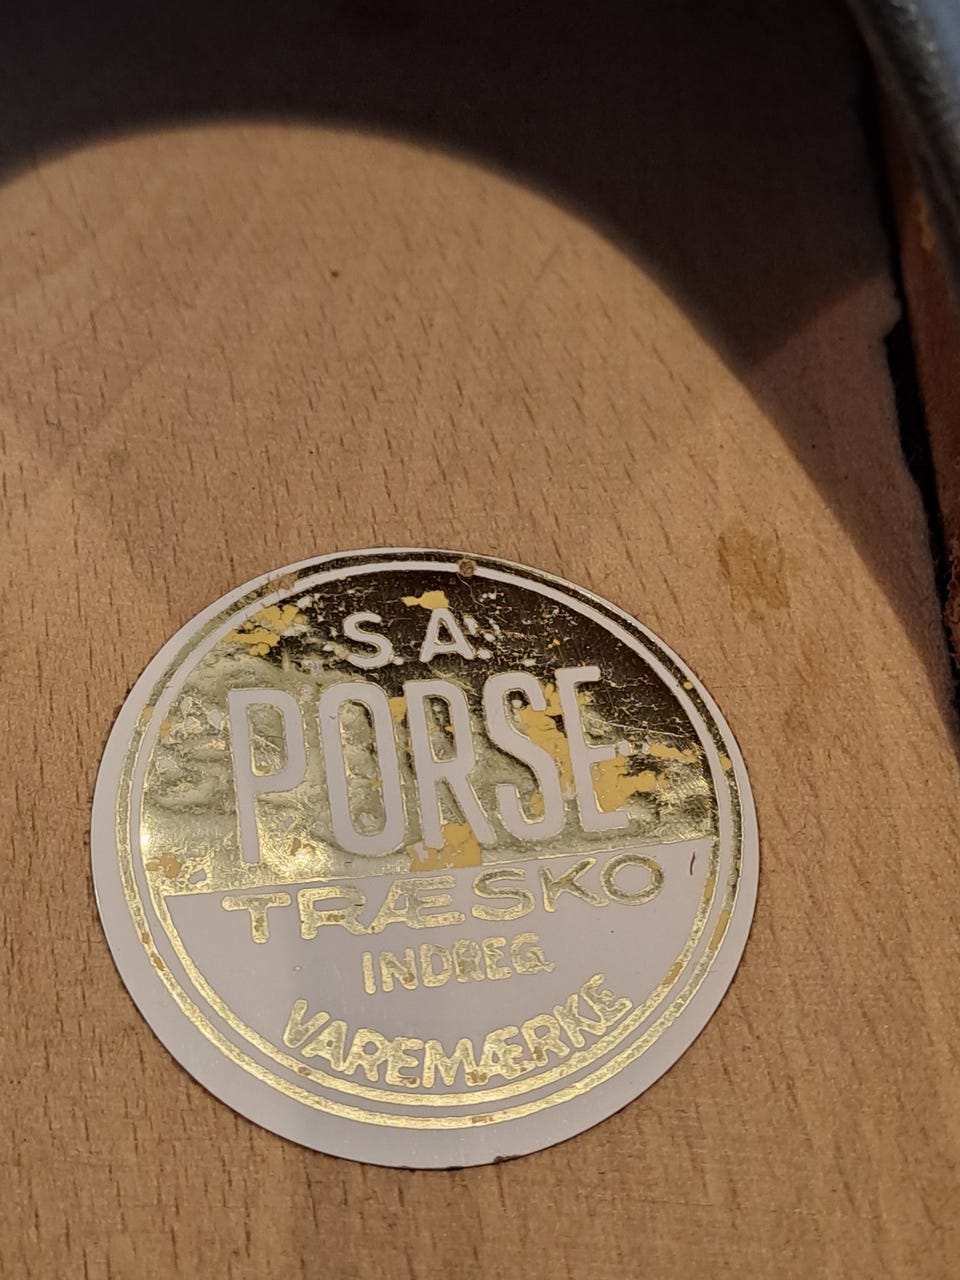 S.A.
PORSE
TRÆSKO
INDREG.
VAREMÆRKE